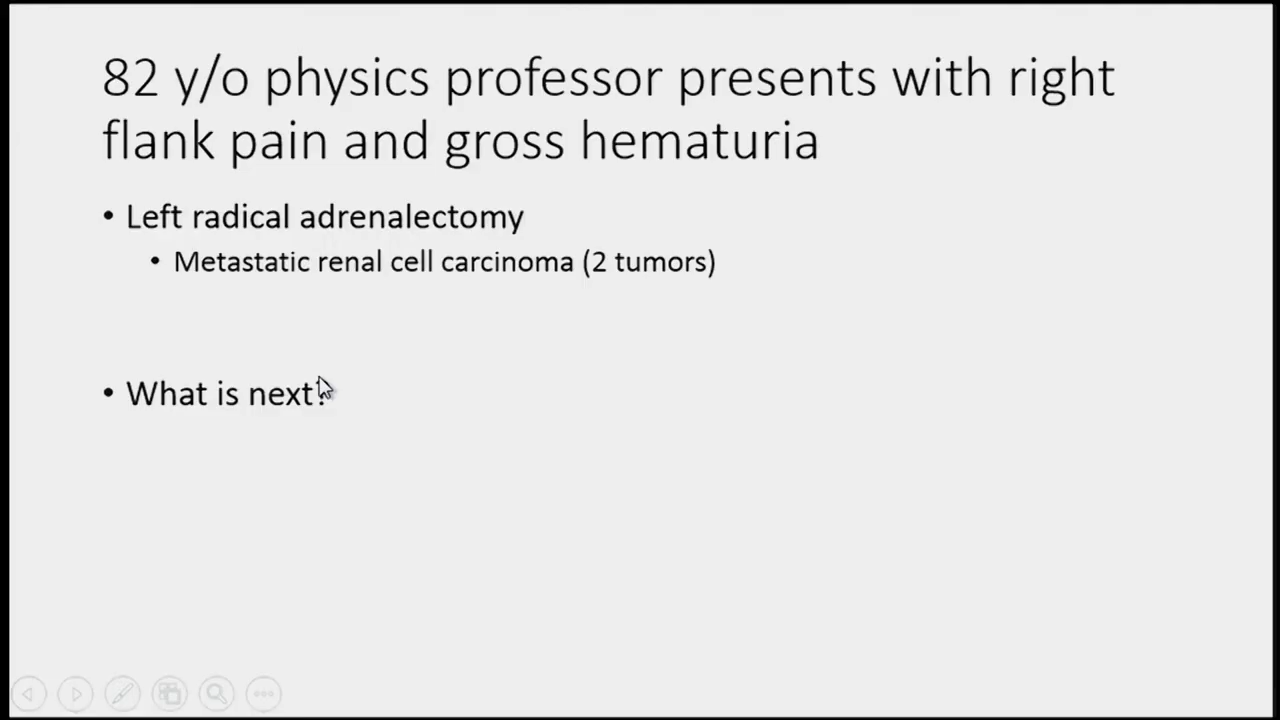 82 y/o physics professor presents with right
flank pain and gross hematuria
• Left radical adrenalectomy
• Metastatic renal cell carcinoma (2 tumors)
• What is next?